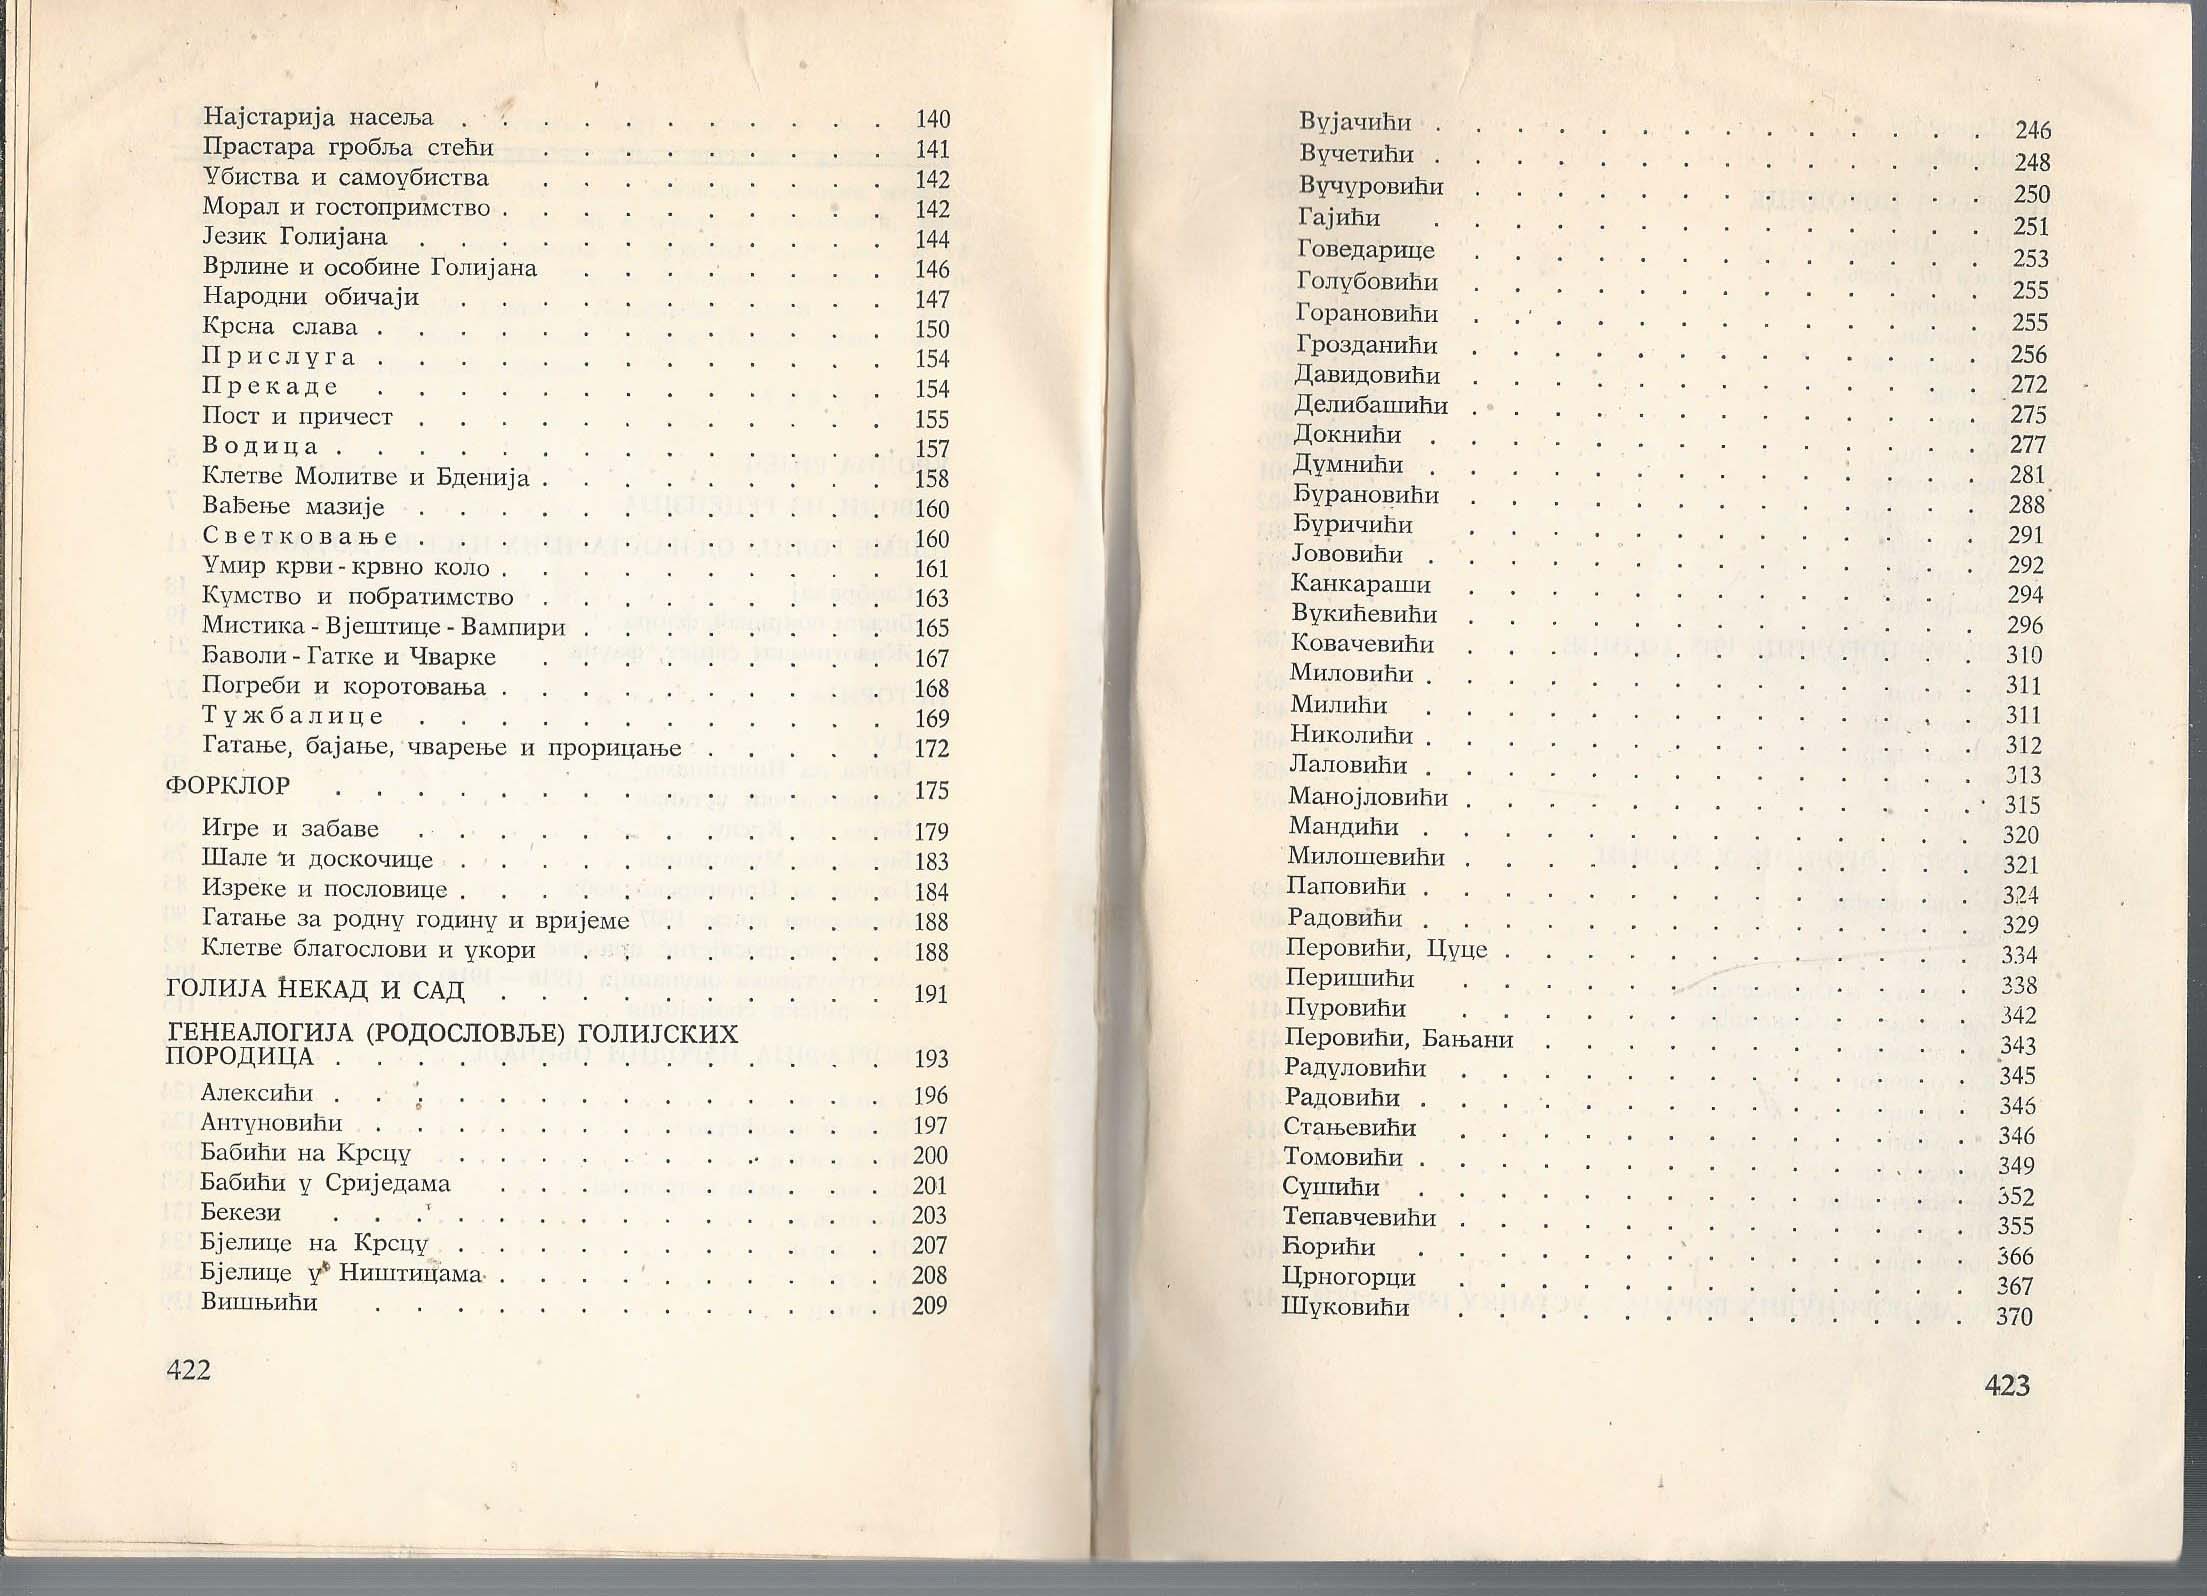 Најстарија насеља . . . . . . . . . . . 140
Прастара гробља стећи . . . . . . . . . 141
Убиства и самоубиства . . . . . . . . . 142
Морал и гостопримство . . . . . . . . . . 142
Језик Голијана . . . . . . . . . . . . 144
Врлине и особине Голијана . . . . . . . . 146
Народни обичаји . . . . . . . . . . . 147
Крсна слава . . . . . . . . . . . . . 150
Прислуга . . . . . . . . . . . . . 154
Прекаде . . . . . . . . . . . . . 154
Пост и причест . . . . . . . . . . . . 155
Водица . . . . . . . . . . . . . . 157
Клетве Молитве и Бденија . . . . . . . . . 158
Вађење мазије . . . . . . . . . . . . 160
Светковање . . . . . . . . . . . . 160
Умир крви - крвно коло . . . . . . . . . . 161
Кумство и побратимство . . . . . . . . . 163
Мистика - Вјештице - Вампири . . . . . . . . 165
Ђаволи - Гатке и Чварке . . . . . . . . . 167
Погреби и коротовања . . . . . . . . . . 168
Тужбалице . . . . . . . . . . . . 169
Гатање, бајање, чварење и прорицање . . . . . 172
ФОРКЛОР . . . . . . . . . . . . . . 175
Игре и забаве . . . . . . . . . . . . 179
Шале и доскочице . . . . . . . . . . . 183
Изреке и пословице . . . . . . . . . . . 184
Гатање за родну годину и вријеме . . . . . . 188
Клетве благослови и укори . . . . . . . . 188
ГОЛИЈА НЕКАД И САД . . . . . . . . . . 191
ГЕНЕАЛОГИЈА (РОДОСЛОВЉЕ) ГОЛИЈСКИХ
ПОРОДИЦА . . . . . . . . . . . . . . 193
Алексићи . . . . . . . . . . . . . . 196
Антуновићи . . . . . . . . . . . . . 197
Бабићи на Крсцу . . . . . . . . . . . 200
Бабићи у Сриједама . . . . . . . . . . 201
Бекези . . . . . . . . . . . . . . 203
Бјелице на Крсцу . . . . . . . . . . . 207
Бјелице у Ништицама . . . . . . . . . . 208
Вишњићи . . . . . . . . . . . . . 209
422
Вујачићи . . . . . . . . . . . . . . 246
Вучетићи . . . . . . . . . . . . . . 248
Вучуровићи . . . . . . . . . . . . . 250
Гајићи . . . . . . . . . . . . . . 251
Говедарице . . . . . . . . . . . . . 253
Голубовићи . . . . . . . . . . . . . 255
Горановићи . . . . . . . . . . . . . 255
Грозданићи . . . . . . . . . . . . . 256
Давидовићи . . . . . . . . . . . . . 272
Делибашићи . . . . . . . . . . . . . 275
Докнићи . . . . . . . . . . . . . . 277
Думнићи . . . . . . . . . . . . . . 281
Ђурановићи . . . . . . . . . . . . . 288
Ђуричићи . . . . . . . . . . . . . 291
Јововићи . . . . . . . . . . . . . . 292
Канкараши . . . . . . . . . . . . . 294
Вукићевићи . . . . . . . . . . . . . 296
Ковачевићи . . . . . . . . . . . . . 310
Миловићи . . . . . . . . . . . . . . 311
Милићи . . . . . . . . . . . . . . 311
Николићи . . . . . . . . . . . . . . 312
Лаловићи . . . . . . . . . . . . . . 313
Манојловићи . . . . . . . . . . . . . 315
Мандићи . . . . . . . . . . . . . . 320
Милошевићи . . . . . . . . . . . . . 321
Паповићи . . . . . . . . . . . . . . 324
Радовићи . . . . . . . . . . . . . . 329
Перовићи, Цуце . . . . . . . . . . . . 334
Перишићи . . . . . . . . . . . . . 338
Пуровићи . . . . . . . . . . . . . 342
Перовићи, Бањани . . . . . . . . . . . 343
Радуловићи . . . . . . . . . . . . . 345
Радовићи . . . . . . . . . . . . . . 346
Стањевићи . . . . . . . . . . . . . 346
Томовићи . . . . . . . . . . . . . . 349
Сушићи . . . . . . . . . . . . . . 352
Тепавчевићи . . . . . . . . . . . . . 355
Ћорићи . . . . . . . . . . . . . . 366
Црногорци . . . . . . . . . . . . . 367
Шуковићи . . . . . . . . . . . . . 370
423